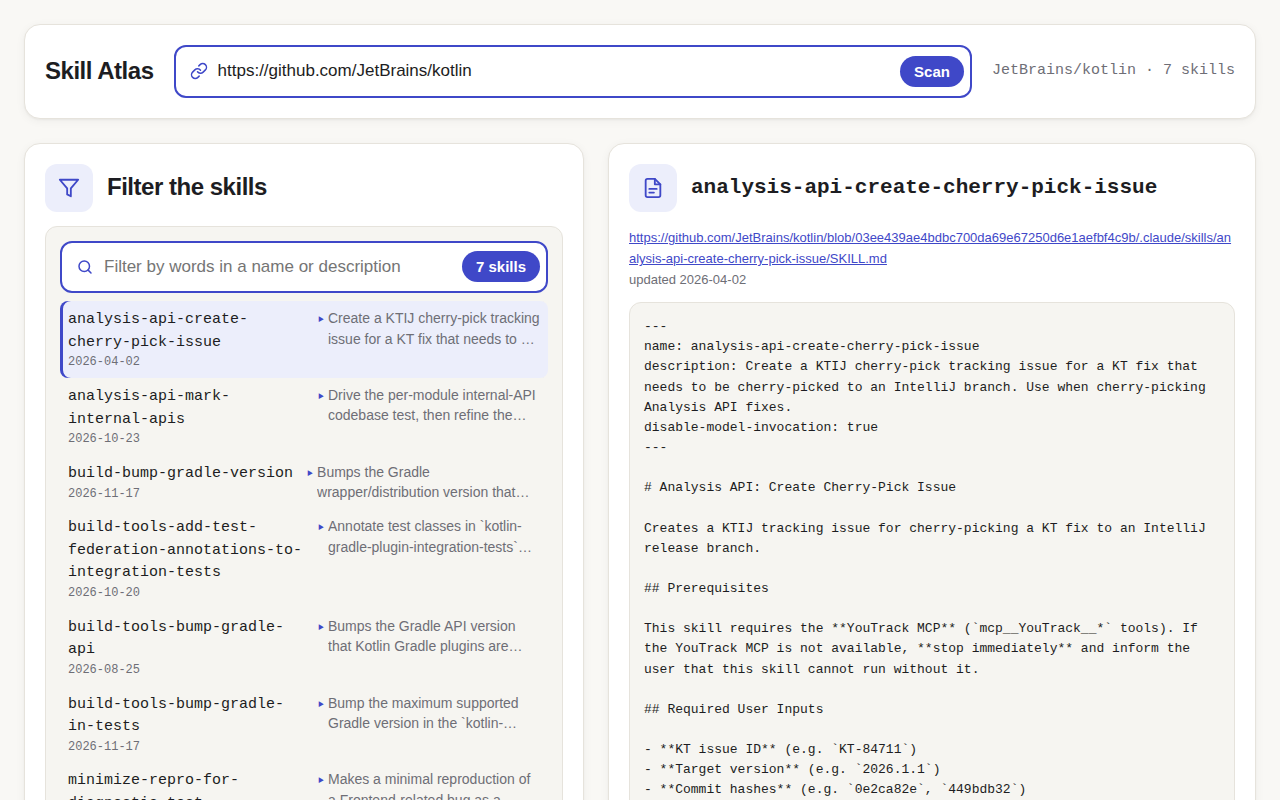 Skill Atlas
https://github.com/JetBrains/kotlin
Scan
JetBrains/kotlin · 7 skills
Filter the skills
Filter by words in a name or description
7 skills
analysis-api-create-
cherry-pick-issue
2026-04-02
▸ Create a KTIJ cherry-pick tracking
issue for a KT fix that needs to …
analysis-api-mark-
internal-apis
2026-10-23
▸ Drive the per-module internal-API
codebase test, then refine the…
build-bump-gradle-version
2026-11-17
▸ Bumps the Gradle
wrapper/distribution version that…
build-tools-add-test-
federation-annotations-to-
integration-tests
2026-10-20
▸ Annotate test classes in `kotlin-
gradle-plugin-integration-tests`…
build-tools-bump-gradle-
api
2026-08-25
▸ Bumps the Gradle API version
that Kotlin Gradle plugins are…
build-tools-bump-gradle-
in-tests
2026-11-17
▸ Bump the maximum supported
Gradle version in the `kotlin-…
minimize-repro-for-
diagnostic-test
▸ Makes a minimal reproduction of
a Frontend-related bug as a
analysis-api-create-cherry-pick-issue
https://github.com/JetBrains/kotlin/blob/03ee439ae4bdbc700da69e67250d6e1aefbf4c9b/.claude/skills/an
alysis-api-create-cherry-pick-issue/SKILL.md
updated 2026-04-02
---
name: analysis-api-create-cherry-pick-issue
description: Create a KTIJ cherry-pick tracking issue for a KT fix that
needs to be cherry-picked to an IntelliJ branch. Use when cherry-picking
Analysis API fixes.
disable-model-invocation: true
---
# Analysis API: Create Cherry-Pick Issue
Creates a KTIJ tracking issue for cherry-picking a KT fix to an IntelliJ
release branch.
## Prerequisites
This skill requires the **YouTrack MCP** (`mcp__YouTrack__*` tools). If
the YouTrack MCP is not available, **stop immediately** and inform the
user that this skill cannot run without it.
## Required User Inputs
- **KT issue ID** (e.g. `KT-84711`)
- **Target version** (e.g. `2026.1.1`)
- **Commit hashes** (e.g. `0e2ca82e`, `449bdb32`)